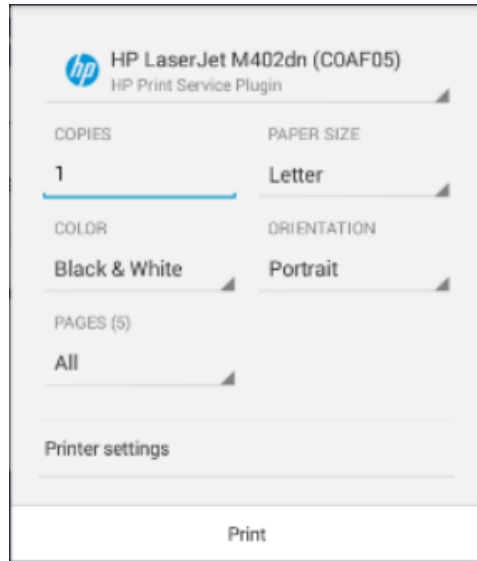 hp HP LaserJet M402dn (C0AF05)
HP Print Service Plugin
COPIES PAPER SIZE
1 Letter
COLOR ORIENTATION
Black & White Portrait
PAGES (5)
All
Printer settings
Print